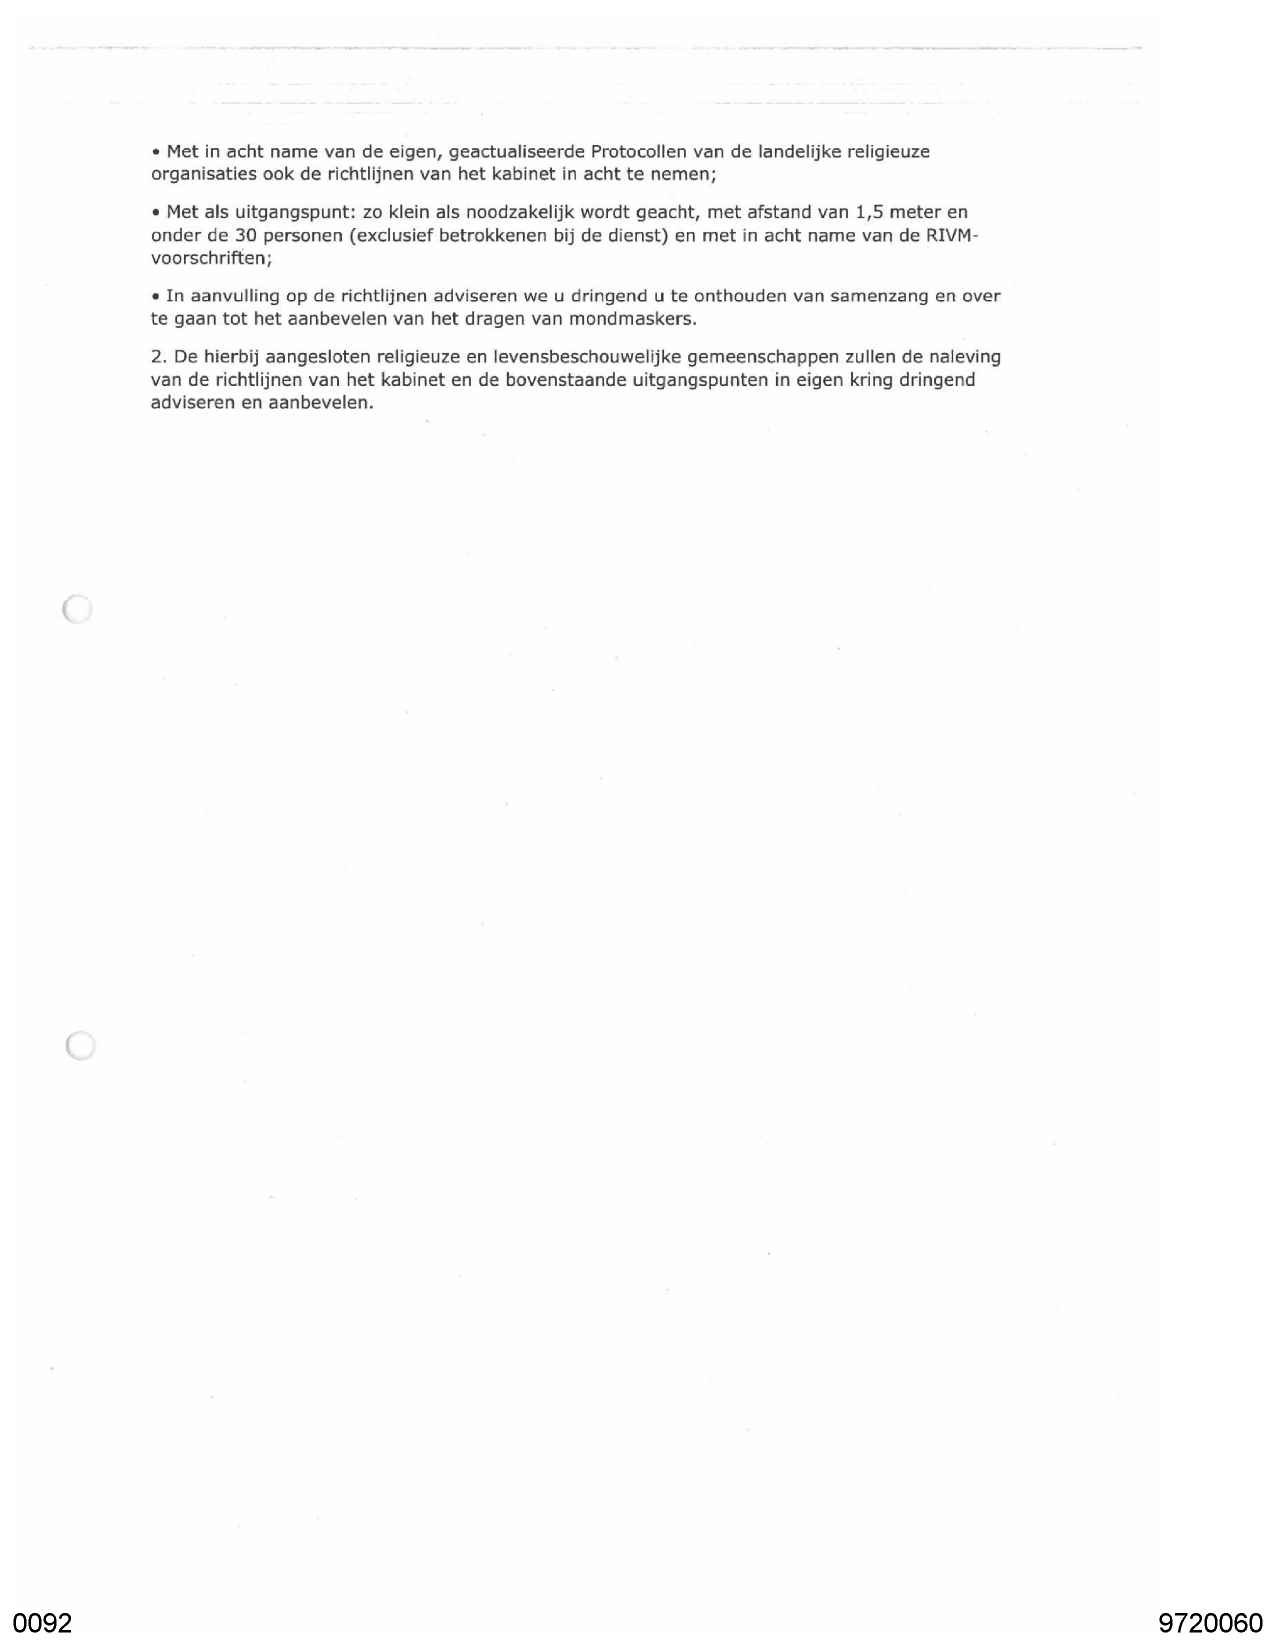 • Met in acht name van de eigen, geactualiseerde Protocollen van de landelijke religieuze
organisaties ook de richtlijnen van het kabinet in acht te nemen;
• Met als uitgangspunt: zo klein als noodzakelijk wordt geacht, met afstand van 1,5 meter en
onder de 30 personen (exclusief betrokkenen bij de dienst) en met in acht name van de RIVM-
voorschriften;
• In aanvulling op de richtlijnen adviseren we u dringend u te onthouden van samenzang en over
te gaan tot het aanbevelen van het dragen van mondmaskers.
2. De hierbij aangesloten religieuze en levensbeschouwelijke gemeenschappen zullen de naleving
van de richtlijnen van het kabinet en de bovenstaande uitgangspunten in eigen kring dringend
adviseren en aanbevelen.
0092
9720060